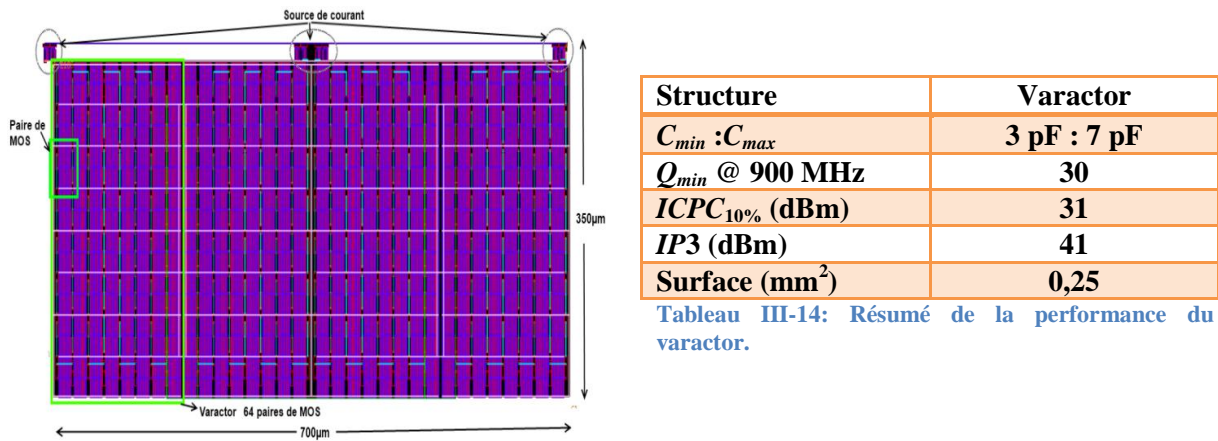 Source de courant
Paire de
MOS
350µm
Varactor 64 paires de MOS
700µm
Structure Varactor
Cmin :Cmax 3 pF : 7 pF
Qmin @ 900 MHz 30
ICPC10% (dBm) 31
IP3 (dBm) 41
Surface (mm²) 0,25
Tableau III-14: Résumé de la performance du
varactor.